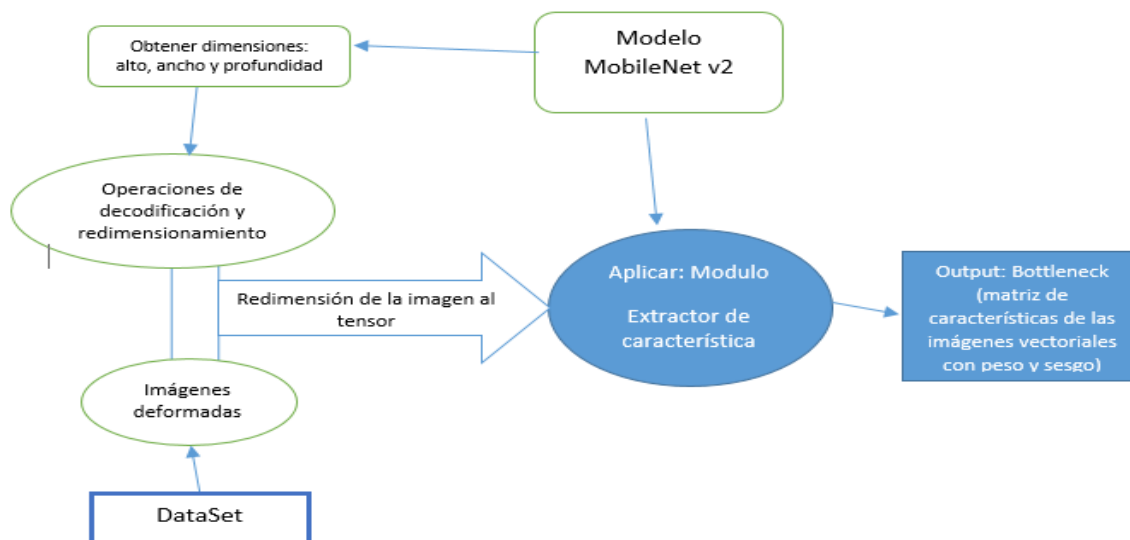 Obtener dimensiones:
alto, ancho y profundidad
Modelo
MobileNet v2
Operaciones de
decodificación y
redimensionamiento
Redimensión de la imagen al
tensor
Aplicar: Modulo
Extractor de
característica
Output: Bottleneck
(matriz de
características de las
imágenes vectoriales
con peso y sesgo)
Imágenes
deformadas
DataSet